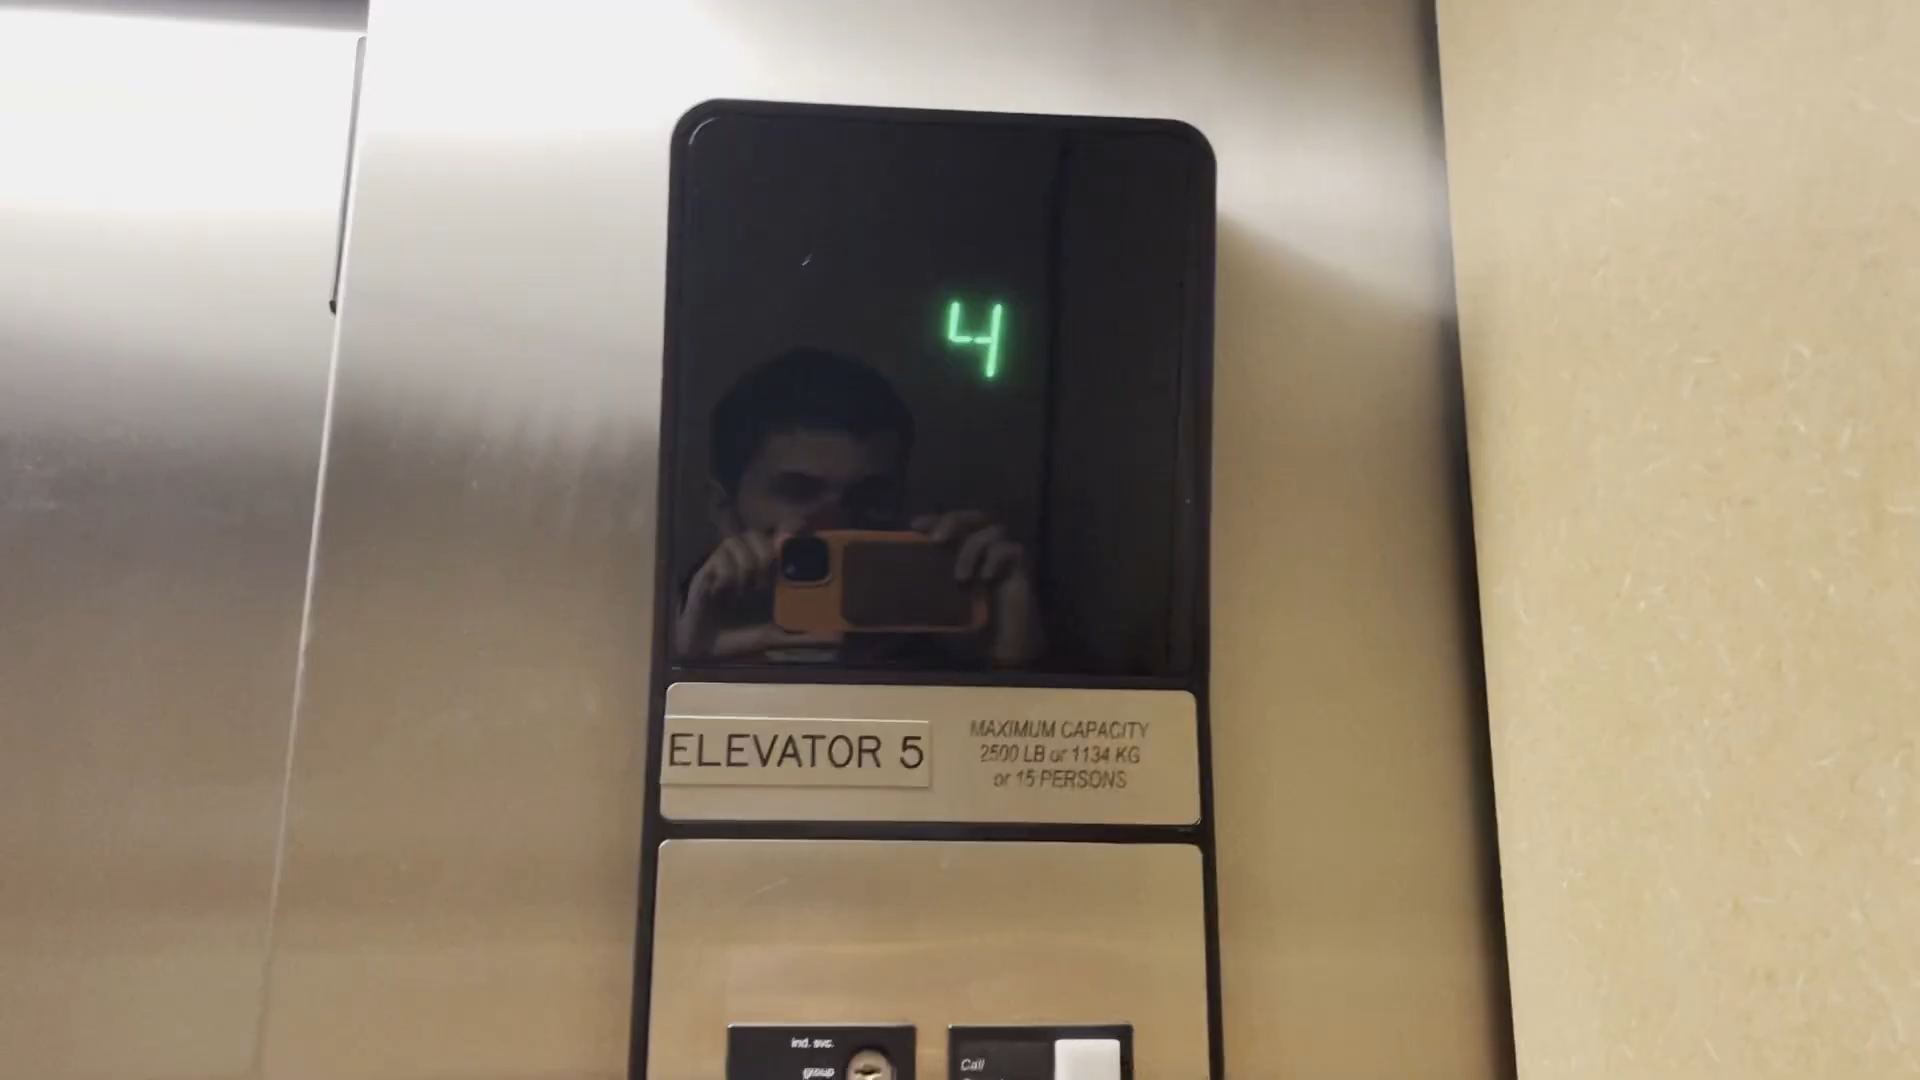 4
ELEVATOR 5
MAXIMUM CAPACITY
2500 LB or 1134 KG
or 15 PERSONS
ind. svc.
group
Call